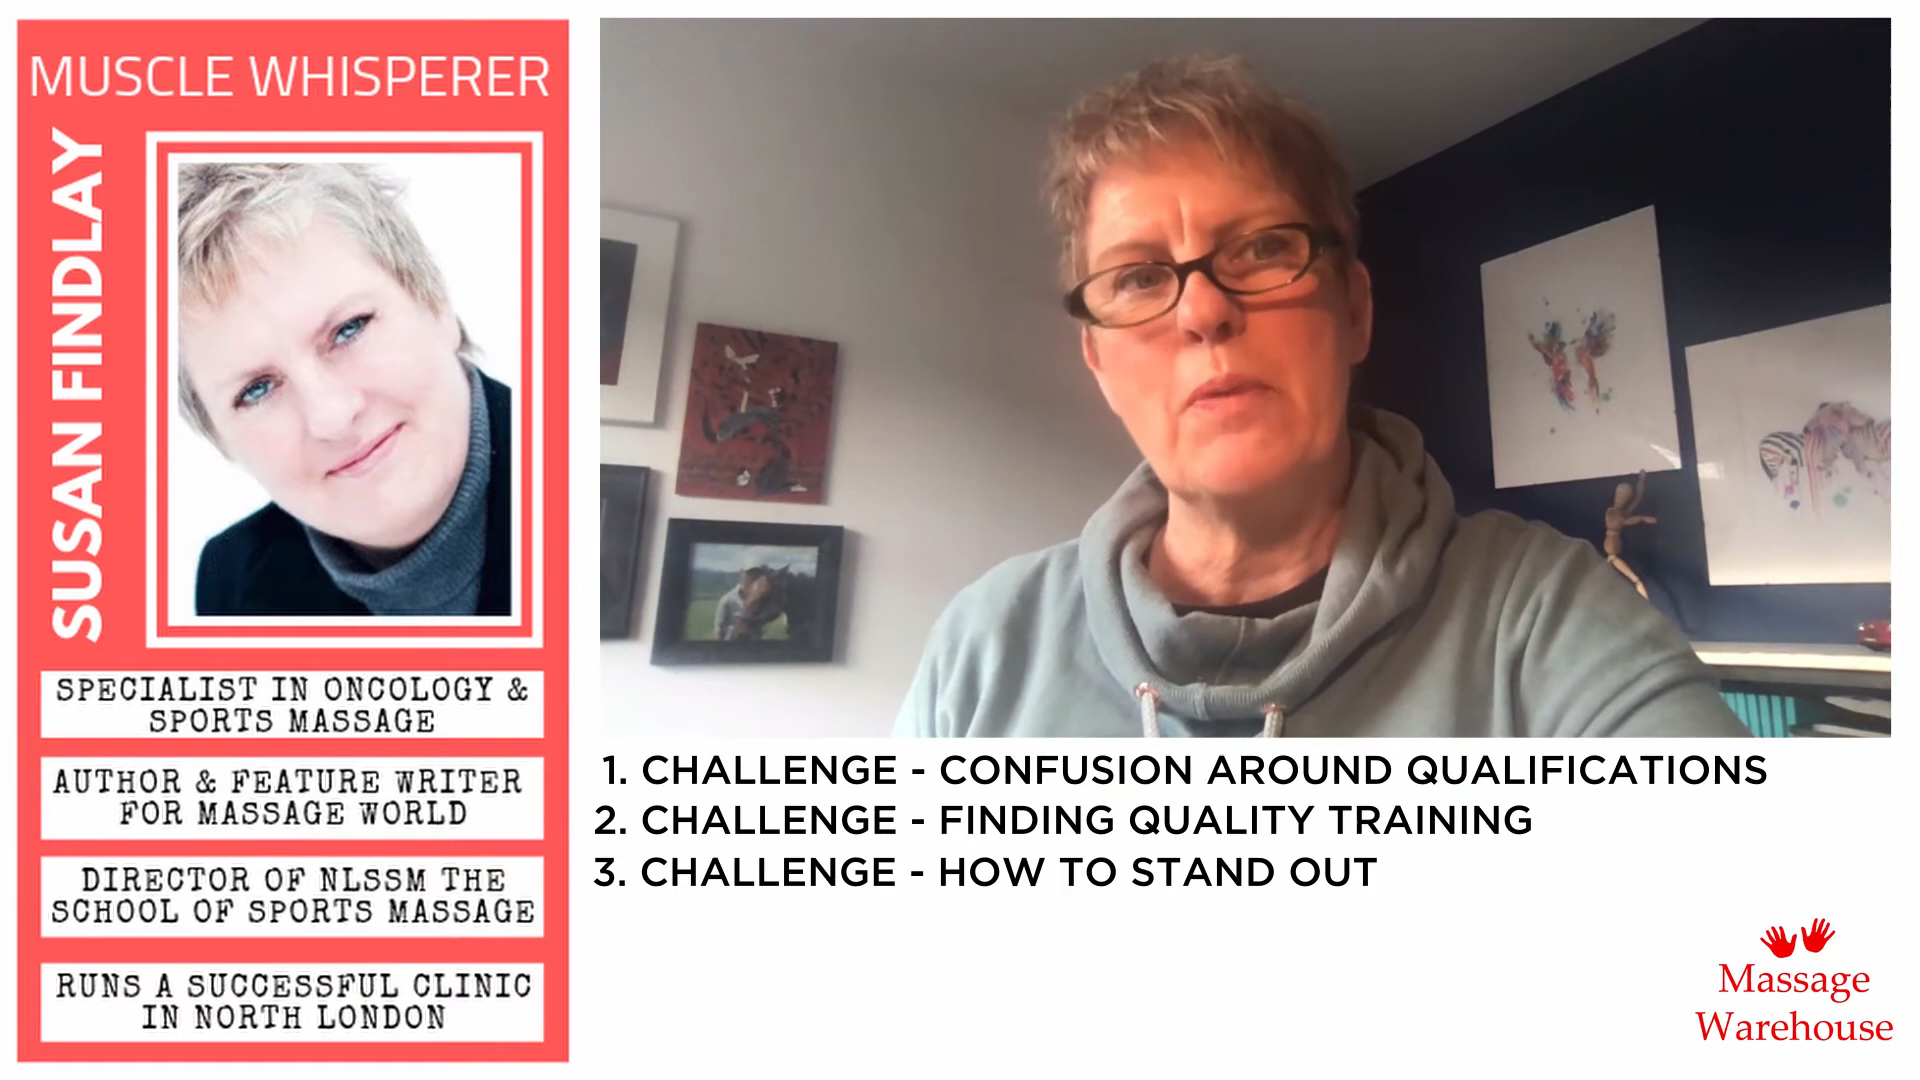 MUSCLE WHISPERER
SUSAN FINDLAY
SPECIALIST IN ONCOLOGY &
SPORTS MASSAGE
AUTHOR & FEATURE WRITER
FOR MASSAGE WORLD
DIRECTOR OF NLSSM THE
SCHOOL OF SPORTS MASSAGE
RUNS A SUCCESSFUL CLINIC
IN NORTH LONDON
1. CHALLENGE - CONFUSION AROUND QUALIFICATIONS
2. CHALLENGE - FINDING QUALITY TRAINING
3. CHALLENGE - HOW TO STAND OUT
Massage
Warehouse